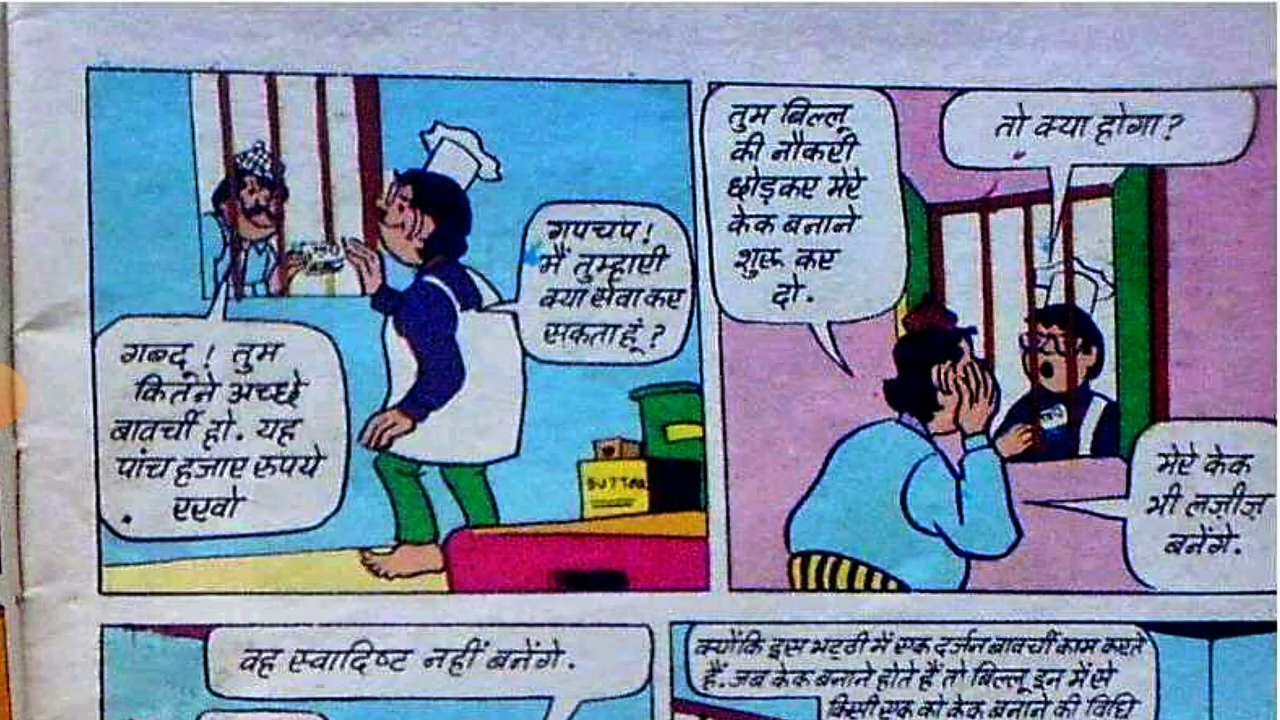 गब्दू ! तुम
कितने अच्छे
बावर्ची हो. यह
पांच हजार रुपये
रखो
गपचप !
मैं तुम्हारी
क्या सेवा कर
सकता हूं ?
BUTTER
तुम बिल्लू
की नौकरी
छोड़कर मेरे
केक बनाने
शुरू कर
दो.
तो क्या होगा ?
मेरे केक
भी लज़ीज़
बनेंगे.
वह स्वादिष्ट नहीं बनेंगे.
क्योंकि इस भट्ठी में एक दर्जन बावर्ची काम करते
हैं. जब केक बनाने होते हैं तो बिल्लू इन में से
किसी एक को केक बनाने की विधि